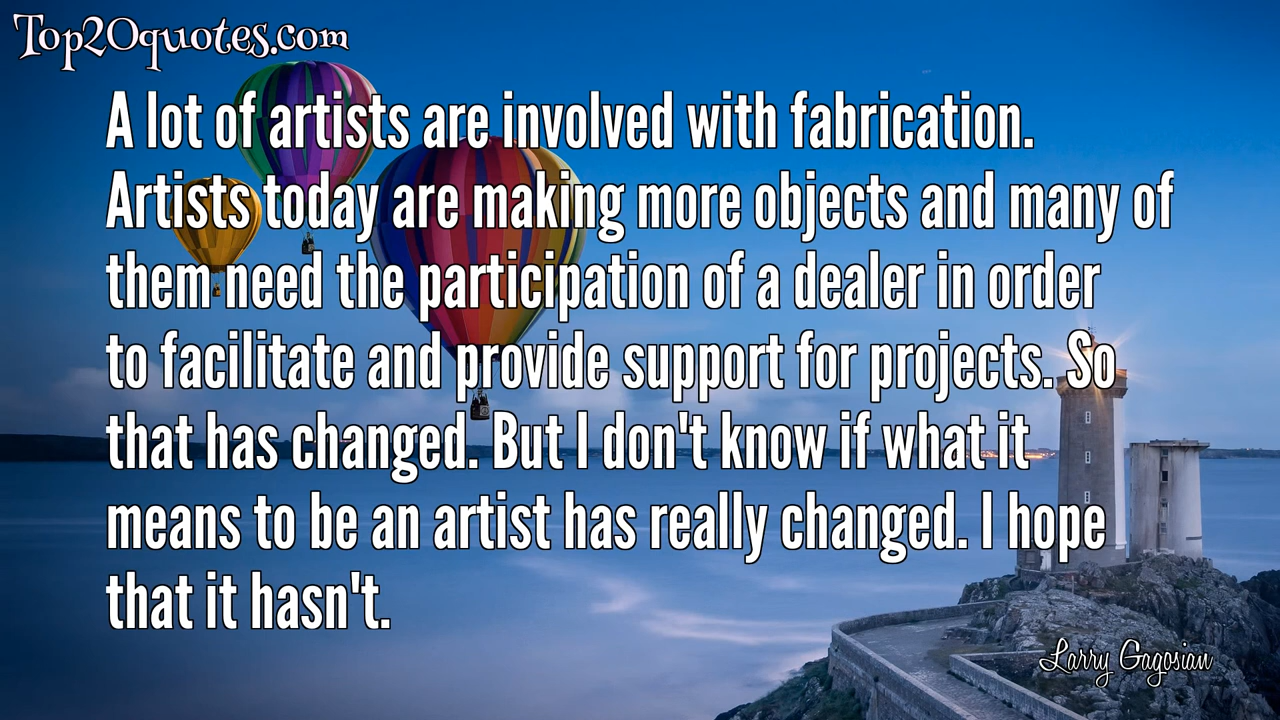 Top20quotes.com
A lot of artists are involved with fabrication.
Artists today are making more objects and many of
them need the participation of a dealer in order
to facilitate and provide support for projects. So
that has changed. But I don't know if what it
means to be an artist has really changed. I hope
that it hasn't.
Larry Gagosian